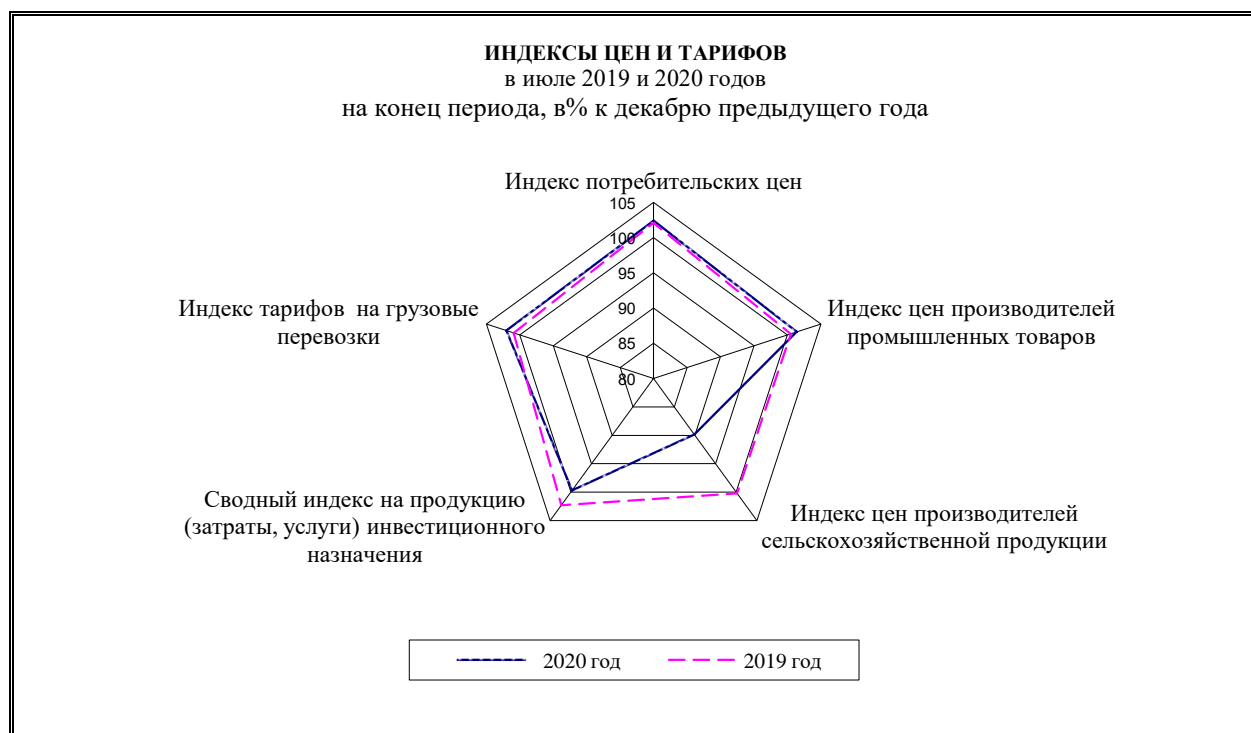 ИНДЕКСЫ ЦЕН И ТАРИФОВ
в июле 2019 и 2020 годов
на конец периода, в% к декабрю предыдущего года
Индекс потребительских цен
105
100
95
90
85
80
Индекс тарифов на грузовые
перевозки
Индекс цен производителей
промышленных товаров
Сводный индекс на продукцию
(затраты, услуги) инвестиционного
назначения
Индекс цен производителей
сельскохозяйственной продукции
2020 год
2019 год